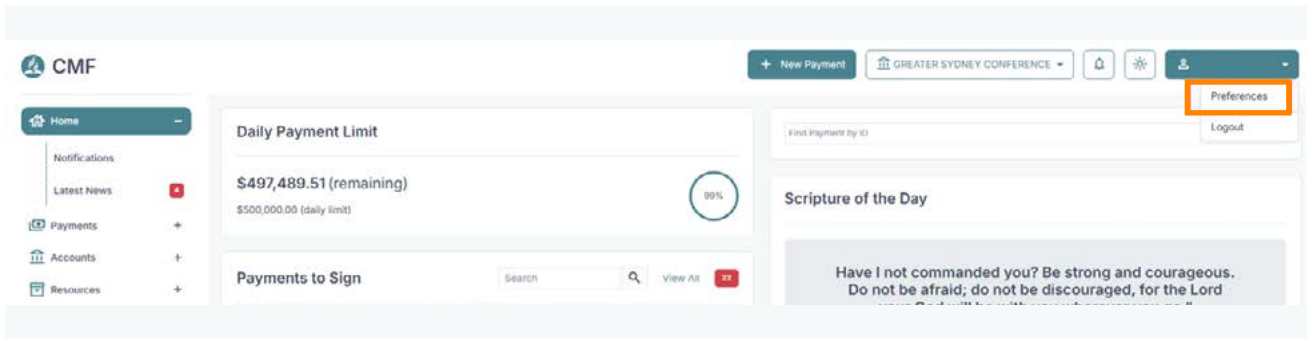 CMF
+ New Payment
GREATER SYDNEY CONFERENCE
Preferences
Logout
Home
Notifications
Latest News 4
Payments +
Accounts +
Resources +
Daily Payment Limit
$497,489.51 (remaining)
$500,000.00 (daily limit)
99%
Payments to Sign
Search
View All
27
Find Payment by ID
Scripture of the Day
Have I not commanded you? Be strong and courageous.
Do not be afraid; do not be discouraged, for the Lord